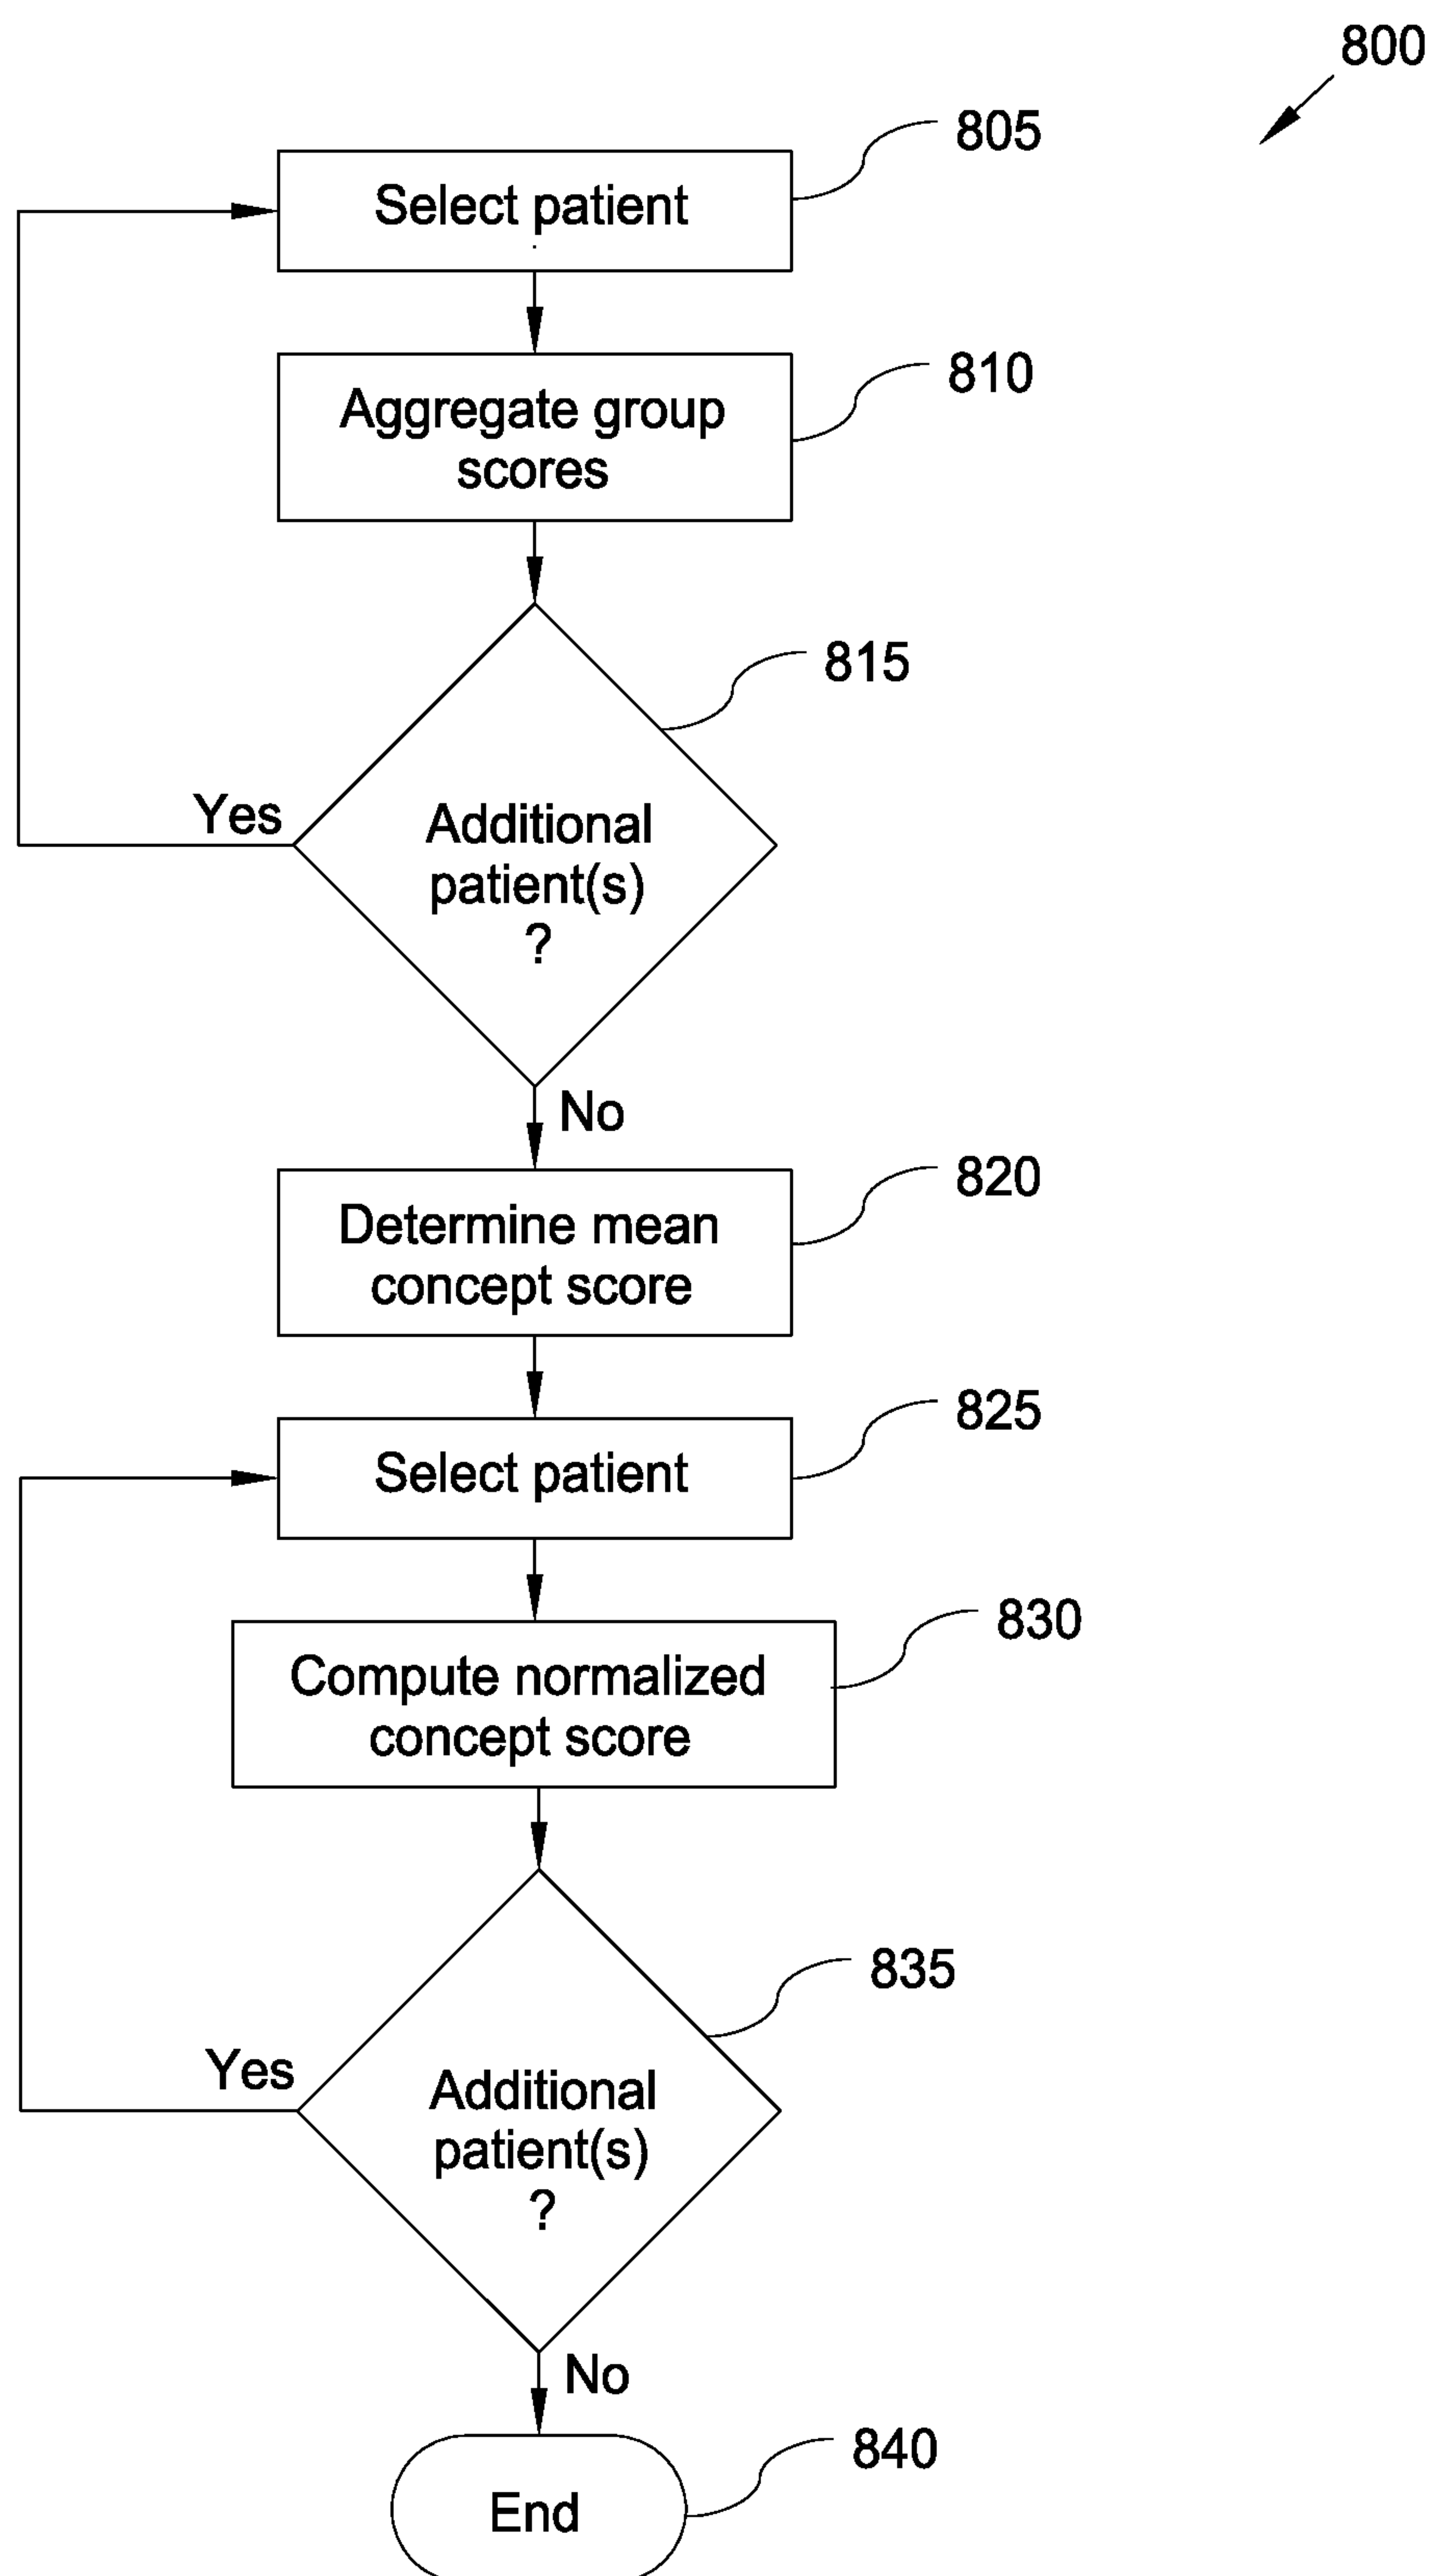 800
805
Select patient
810
Aggregate group
scores
815
Yes
Additional
patient(s)
?
No
820
Determine mean
concept score
825
Select patient
830
Compute normalized
concept score
835
Yes
Additional
patient(s)
?
No
840
End